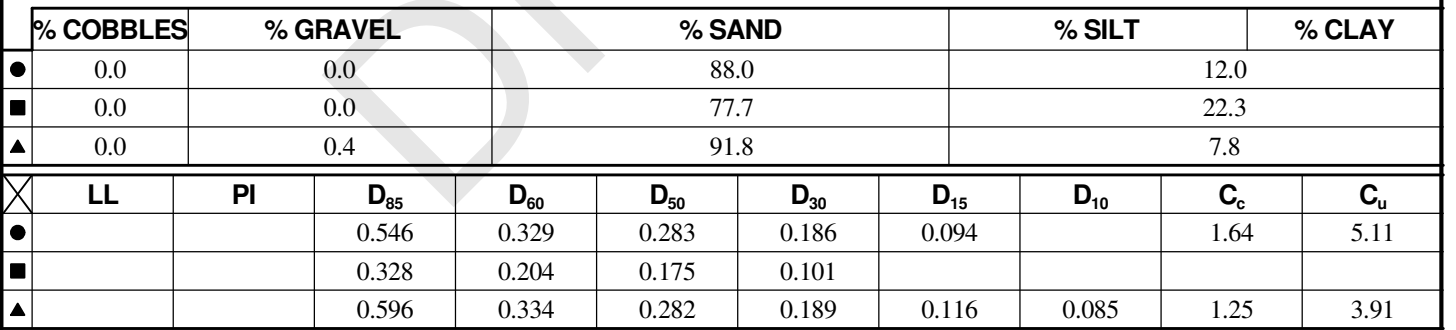 % COBBLES % GRAVEL % SAND % SILT % CLAY
● 0.0 0.0 88.0 12.0
■ 0.0 0.0 77.7 22.3
▲ 0.0 0.4 91.8 7.8
LL PI D85 D60 D50 D30 D15 D10 Cc Cu
● 0.546 0.329 0.283 0.186 0.094 1.64 5.11
■ 0.328 0.204 0.175 0.101
▲ 0.596 0.334 0.282 0.189 0.116 0.085 1.25 3.91